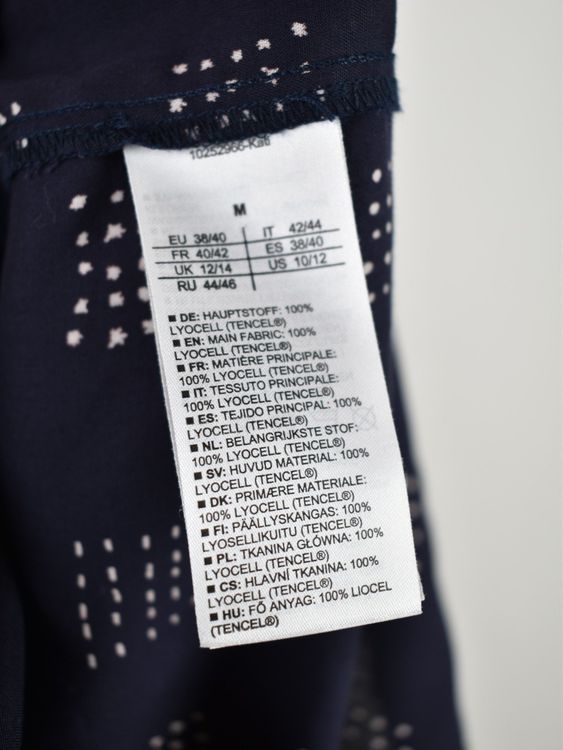 10252966-Kati
M
EU 38/40 IT 42/44
FR 40/42 ES 38/40
UK 12/14 US 10/12
RU 44/46
■ DE: HAUPTSTOFF: 100%
LYOCELL (TENCEL®)
■ EN: MAIN FABRIC: 100%
LYOCELL (TENCEL®)
■ FR: MATIÈRE PRINCIPALE:
100% LYOCELL (TENCEL®)
■ IT: TESSUTO PRINCIPALE:
100% LYOCELL (TENCEL®)
■ ES: TEJIDO PRINCIPAL: 100%
LYOCELL (TENCEL®)
■ NL: BELANGRIJKSTE STOF:
100% LYOCELL (TENCEL®)
■ SV: HUVUD MATERIAL: 100%
LYOCELL (TENCEL®)
■ DK: PRIMÆRE MATERIALE:
100% LYOCELL (TENCEL®)
■ FI: PÄÄLLYSKANGAS: 100%
LYOSELLIKUITU (TENCEL®)
■ PL: TKANINA GŁÓWNA: 100%
LYOCELL (TENCEL®)
■ CS: HLAVNÍ TKANINA: 100%
LYOCELL (TENCEL®)
■ HU: FŐ ANYAG: 100% LIOCEL
(TENCEL®)